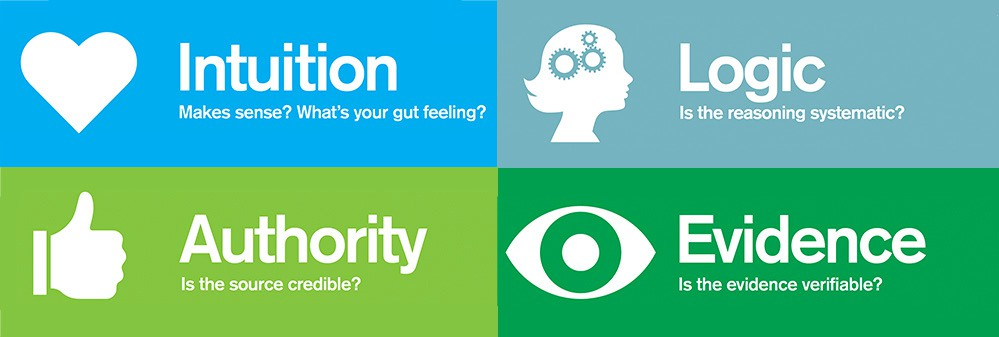 Intuition
Makes sense? What's your gut feeling?
Logic
Is the reasoning systematic?
Authority
Is the source credible?
Evidence
Is the evidence verifiable?